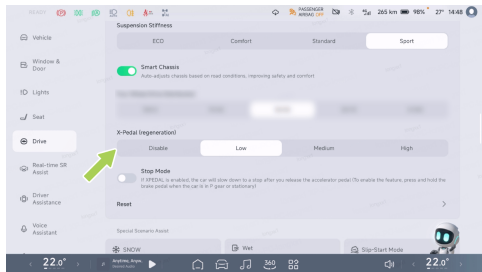 READY
PASSENGER
AIRBAG OFF
265 km
98%
27°
14:48
Suspension Stiffness
ECO
Comfort
Standard
Sport
Smart Chassis
Auto-adjusts chassis based on road conditions, improving safety and comfort
X-Pedal (regeneration)
Disable
Low
Medium
High
Stop Mode
If XPEDAL is enabled, the car will slow down to a stop after you release the accelerator pedal (To enable the feature, press and hold the
brake pedal when the car is in P gear or stationary)
Reset
Special Scenario Assist
SNOW
Wet
Slip-Start Mode
Vehicle
Window &
Door
Lights
Seat
Drive
Real-time SR
Assist
Driver
Assistance
Voice
Assistant
22.0°
Anytime, Anyw.
360
22.0°